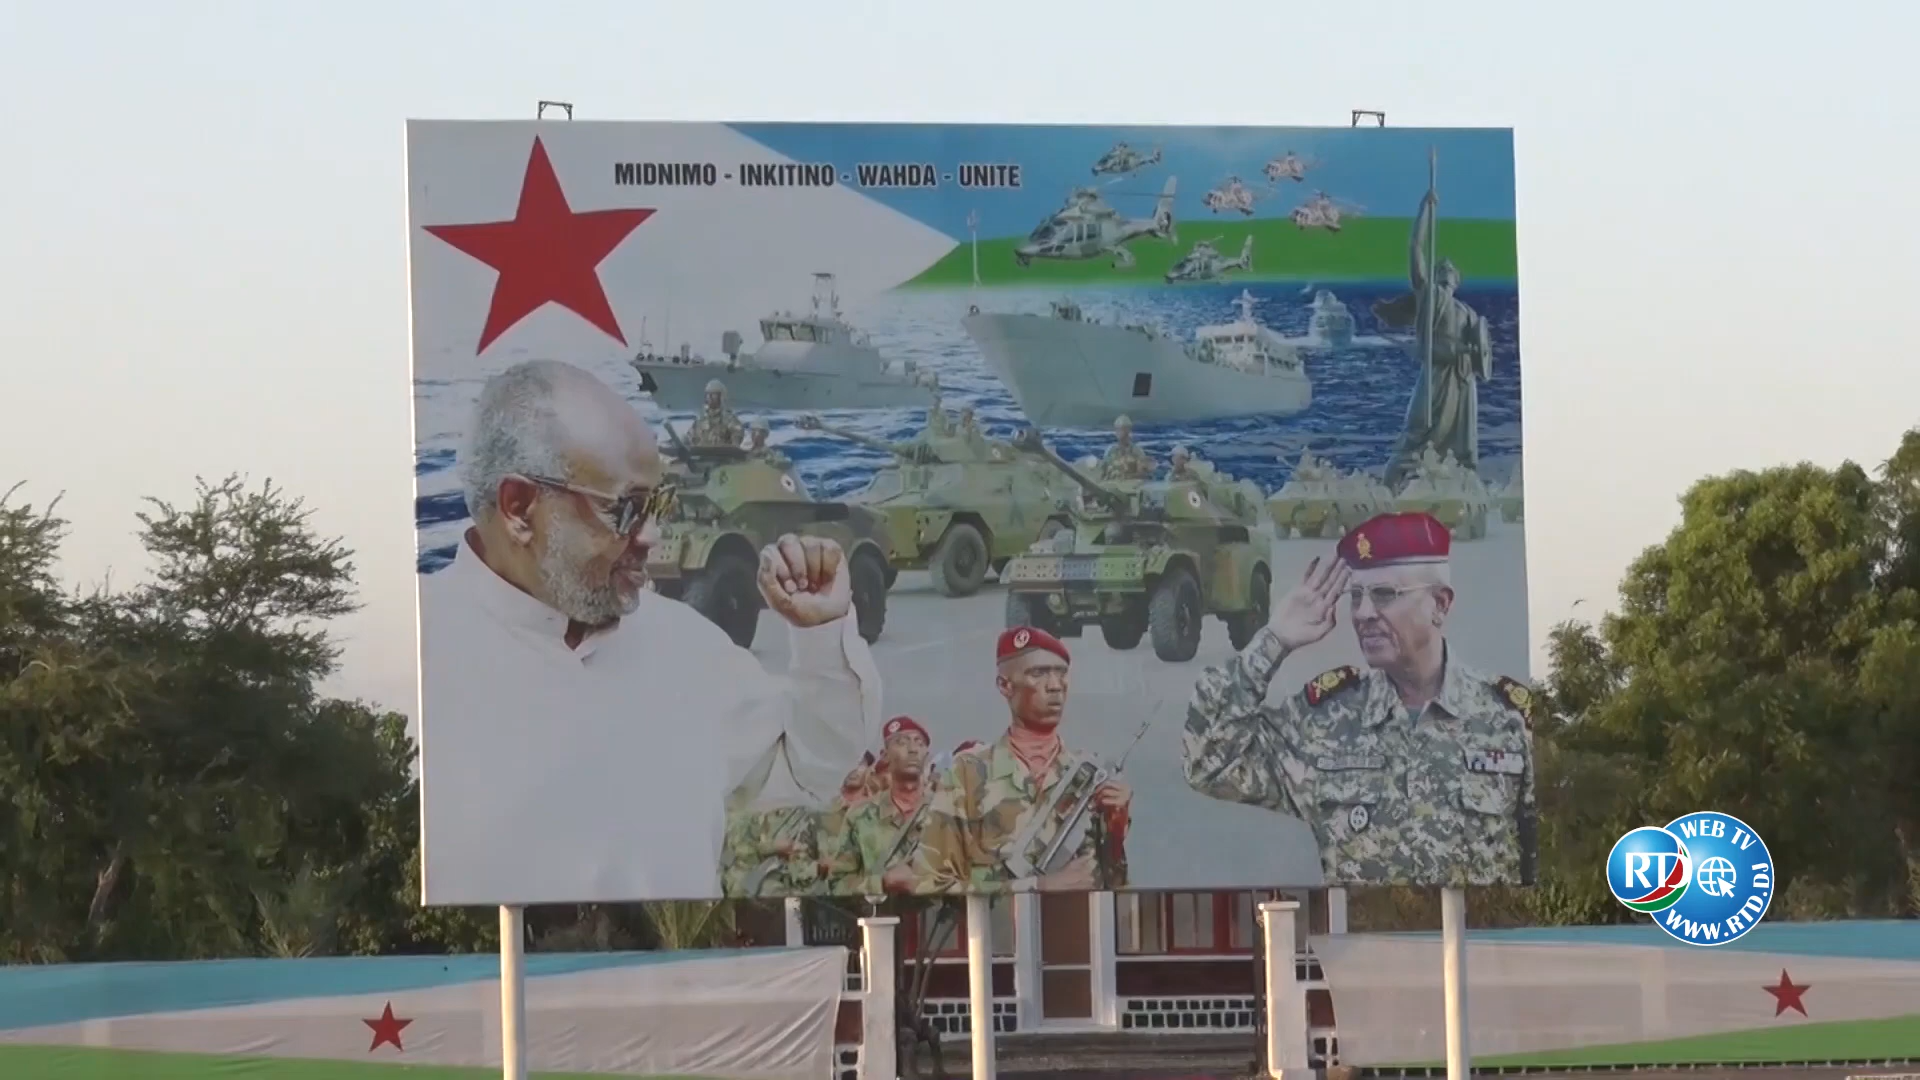 MIDNIMO - INKITINO - WAHDA - UNITE
WEB TV
RTD
WWW.RTD.DJ